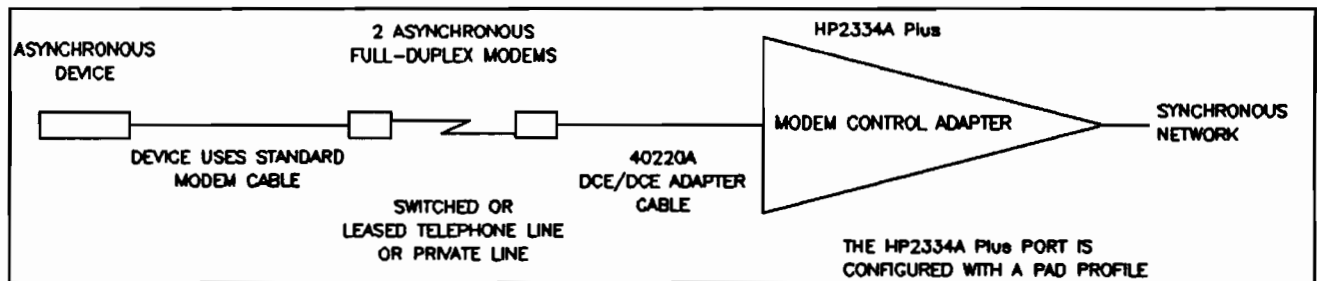 ASYNCHRONOUS
DEVICE
2 ASYNCHRONOUS
FULL-DUPLEX MODEMS
HP2334A Plus
DEVICE USES STANDARD
MODEM CABLE
SWITCHED OR
LEASED TELEPHONE LINE
OR PRIVATE LINE
40220A
DCE/DCE ADAPTER
CABLE
MODEM CONTROL ADAPTER
SYNCHRONOUS
NETWORK
THE HP2334A Plus PORT IS
CONFIGURED WITH A PAD PROFILE